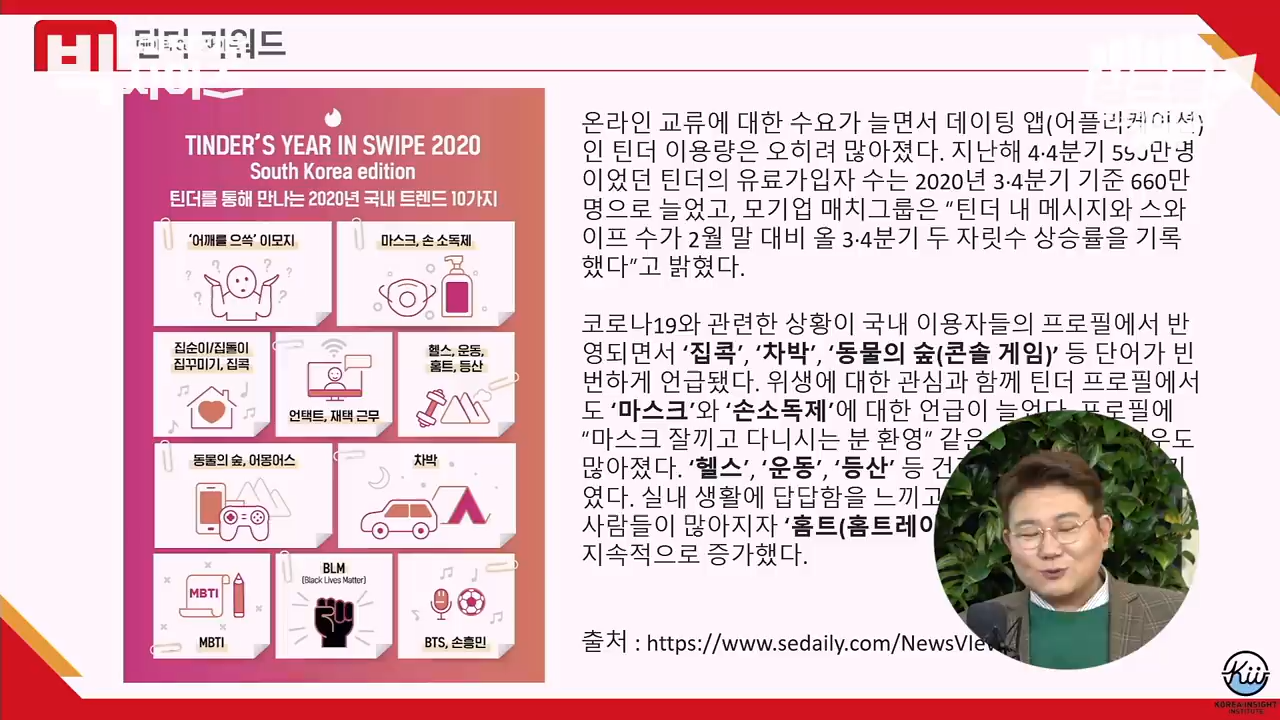 틴더 키워드
TINDER'S YEAR IN SWIPE 2020
South Korea edition
틴더를 통해 만나는 2020년 국내 트렌드 10가지
'어깨를 으쓱' 이모지
마스크, 손 소독제
집순이/집돌이
집꾸미기, 집콕
언택트, 재택 근무
헬스, 운동,
홈트, 등산
동물의 숲, 어몽어스
차박
MBTI
MBTI
BLM
(Black Lives Matter)
BTS, 손흥민
온라인 교류에 대한 수요가 늘면서 데이팅 앱(어플리케이션)
인 틴더 이용량은 오히려 많아졌다. 지난해 4·4분기 590만명
이었던 틴더의 유료가입자 수는 2020년 3·4분기 기준 660만
명으로 늘었고, 모기업 매치그룹은 "틴더 내 메시지와 스와
이프 수가 2월 말 대비 올 3·4분기 두 자릿수 상승률을 기록
했다"고 밝혔다.
코로나19와 관련한 상황이 국내 이용자들의 프로필에서 반
영되면서 '집콕', '차박', '동물의 숲(콘솔 게임)' 등 단어가 빈
번하게 언급됐다. 위생에 대한 관심과 함께 틴더 프로필에서
도 '마스크'와 '손소독제'에 대한 언급이 늘었다. 프로필에
"마스크 잘끼고 다니시는 분 환영" 같은
많아졌다. '헬스', '운동', '등산' 등
였다. 실내 생활에 답답함을 느끼고
사람들이 많아지자 '홈트(홈트레이
지속적으로 증가했다.
출처 : https://www.sedaily.com/NewsVIew
Kii
KOREA INSIGHT
INSTITUTE